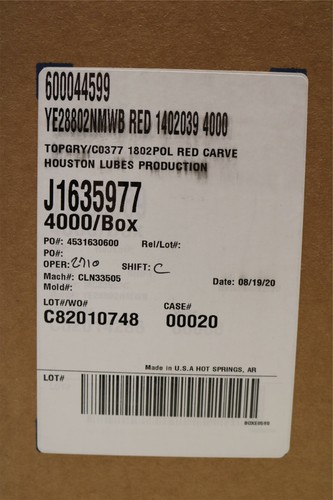 600044599
YE28802NMWB RED 1402039 4000
TOPGRY/C0377 1802POL RED CARVE
HOUSTON LUBES PRODUCTION
J1635977
4000/Box
PO#: 4531630600 Rel/Lot#:
PO#:
OPER: 2710 SHIFT: C
Mach#: CLN33505 Date: 08/19/20
Mold#:
LOT#/WO# CASE#
C82010748 00020
Made in U.S.A HOT SPRINGS, AR
LOT#